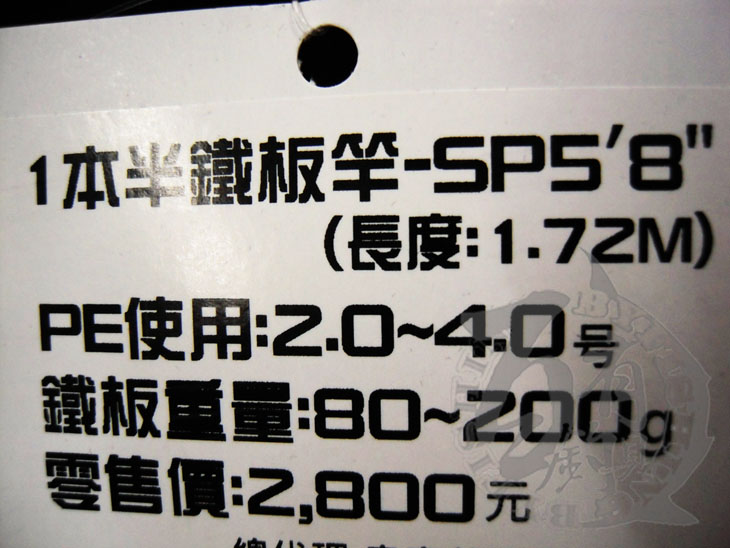 1本半鐵板竿-SP5'8"
(長度:1.72M)
PE使用:2.0~4.0号
鐵板重量:80~200g
零售價:2,800元